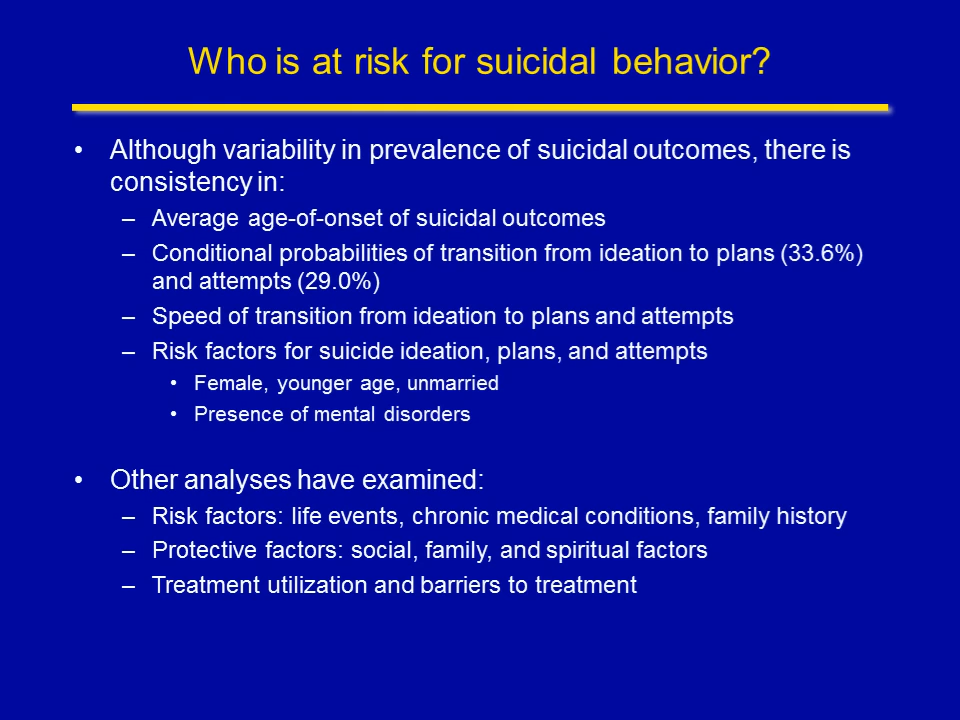 Who is at risk for suicidal behavior?
• Although variability in prevalence of suicidal outcomes, there is
consistency in:
– Average age-of-onset of suicidal outcomes
– Conditional probabilities of transition from ideation to plans (33.6%)
and attempts (29.0%)
– Speed of transition from ideation to plans and attempts
– Risk factors for suicide ideation, plans, and attempts
• Female, younger age, unmarried
• Presence of mental disorders
• Other analyses have examined:
– Risk factors: life events, chronic medical conditions, family history
– Protective factors: social, family, and spiritual factors
– Treatment utilization and barriers to treatment